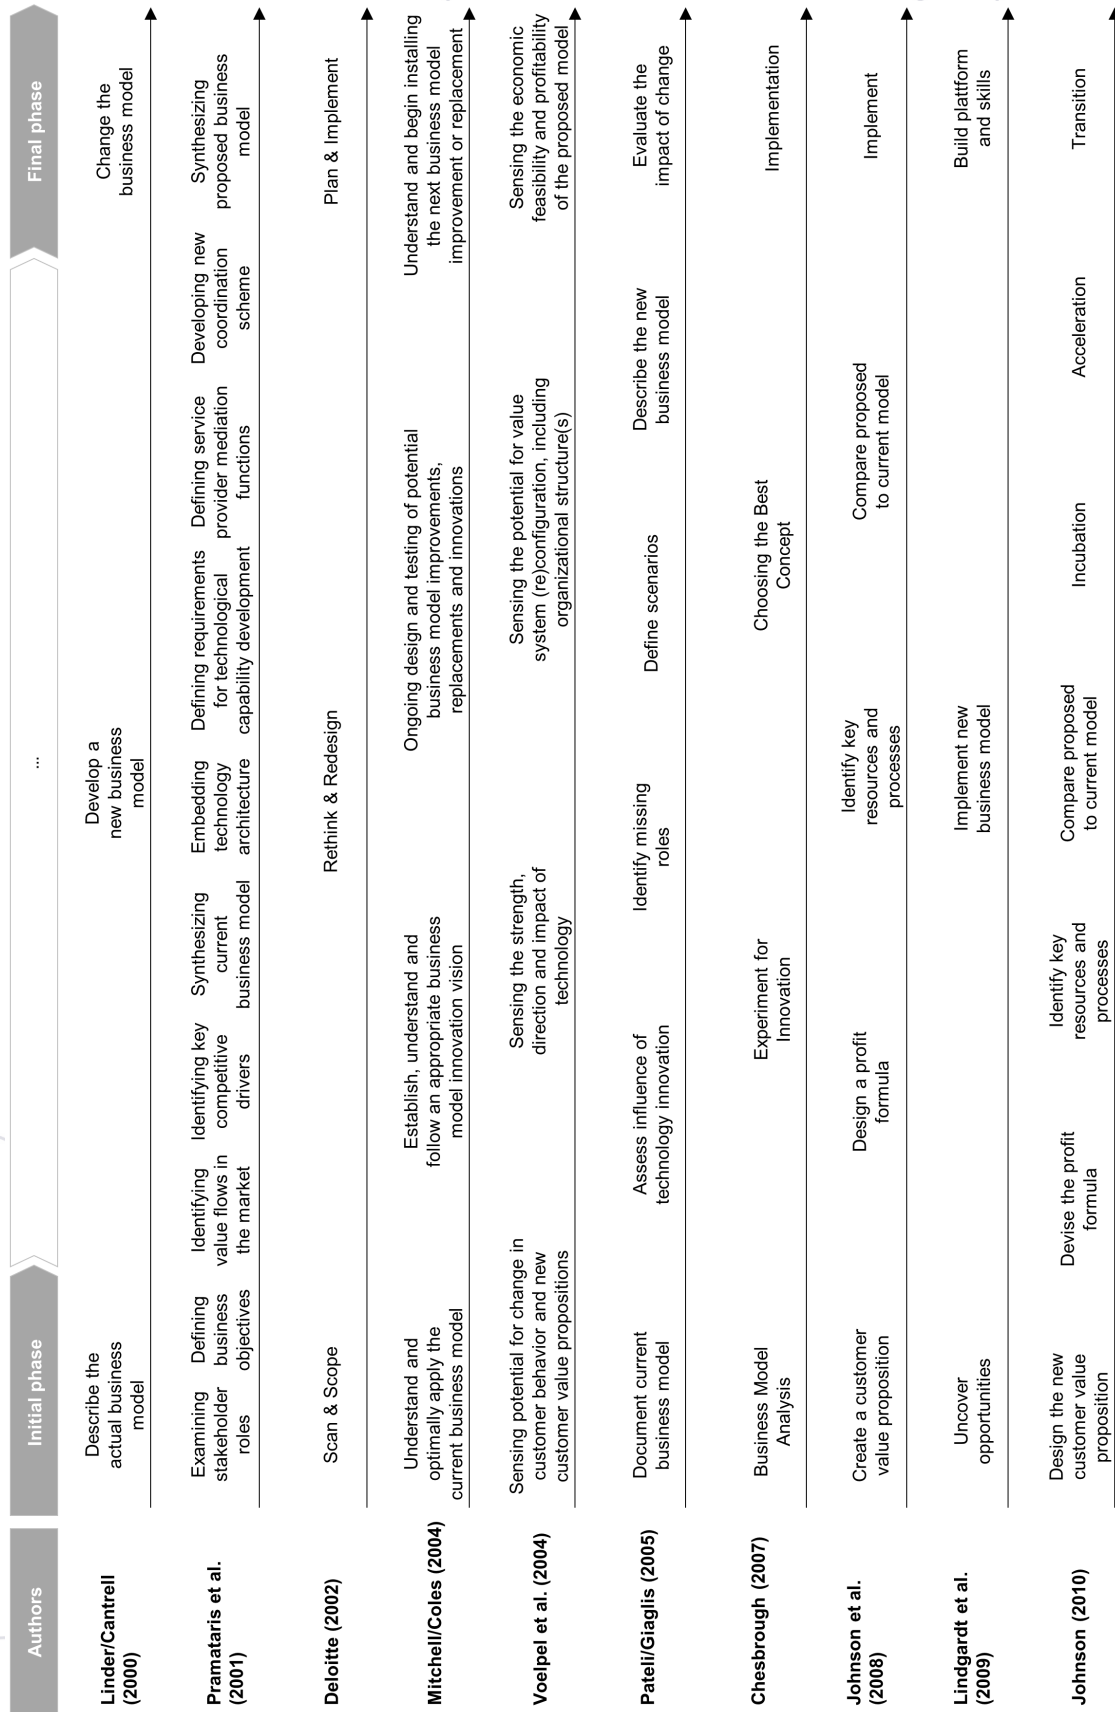 Authors
Initial phase
...
Final phase
Linder/Cantrell
(2000)
Describe the
actual business
model
Develop a
new business
model
Change the
business model
Pramataris et al.
(2001)
Examining
stakeholder
roles
Defining
business
objectives
Identifying
value flows in
the market
Identifying key
competitive
drivers
Synthesizing
current
business model
Embedding
technology
architecture
Defining requirements
for technological
capability development
Defining service
provider mediation
functions
Developing new
coordination
scheme
Synthesizing
proposed business
model
Deloitte (2002)
Scan & Scope
Rethink & Redesign
Plan & Implement
Mitchell/Coles (2004)
Understand and
optimally apply the
current business model
Establish, understand and
follow an appropriate business
model innovation vision
Ongoing design and testing of potential
business model improvements,
replacements and innovations
Understand and begin installing
the next business model
improvement or replacement
Voelpel et al. (2004)
Sensing potential for change in
customer behavior and new
customer value propositions
Sensing the strength,
direction and impact of
technology
Sensing the potential for value
system (re)configuration, including
organizational structure(s)
Sensing the economic
feasibility and profitability
of the proposed model
Pateli/Giaglis (2005)
Document current
business model
Assess influence of
technology innovation
Identify missing
roles
Define scenarios
Describe the new
business model
Evaluate the
impact of change
Chesbrough (2007)
Business Model
Analysis
Experiment for
Innovation
Choosing the Best
Concept
Implementation
Johnson et al.
(2008)
Create a customer
value proposition
Design a profit
formula
Identify key
resources and
processes
Compare proposed
to current model
Implement
Lindgardt et al.
(2009)
Uncover
opportunities
Implement new
business model
Build plattform
and skills
Johnson (2010)
Design the new
customer value
proposition
Devise the profit
formula
Identify key
resources and
processes
Compare proposed
to current model
Incubation
Acceleration
Transition